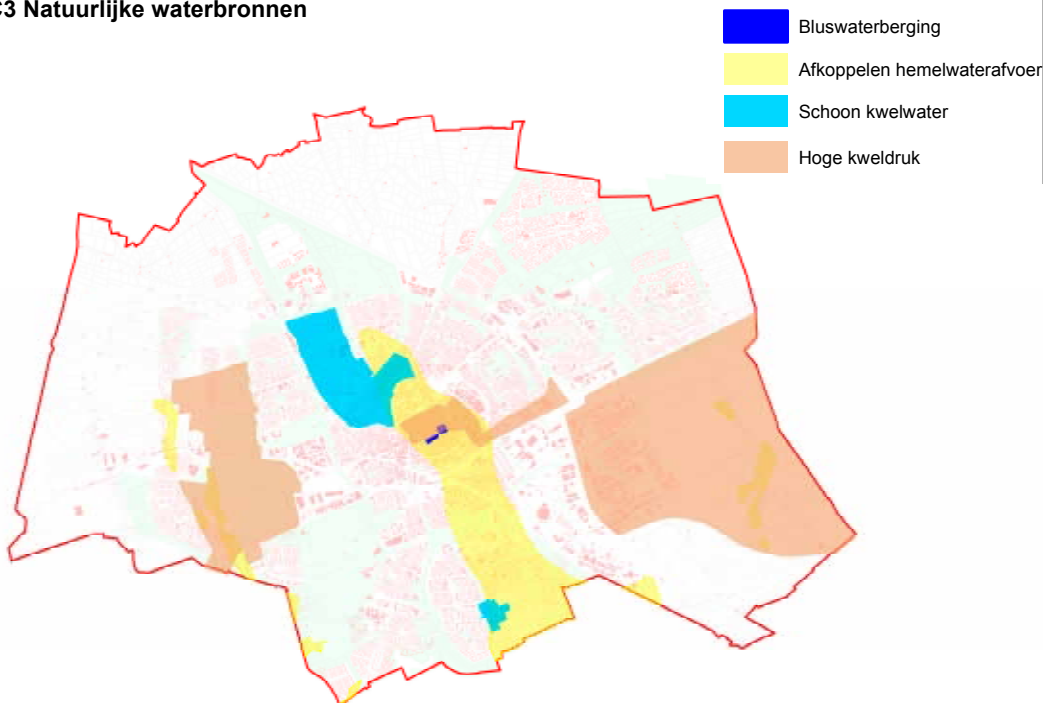 3 Natuurlijke waterbronnen
Bluswaterberging
Afkoppelen hemelwaterafvoer
Schoon kwelwater
Hoge kweldruk